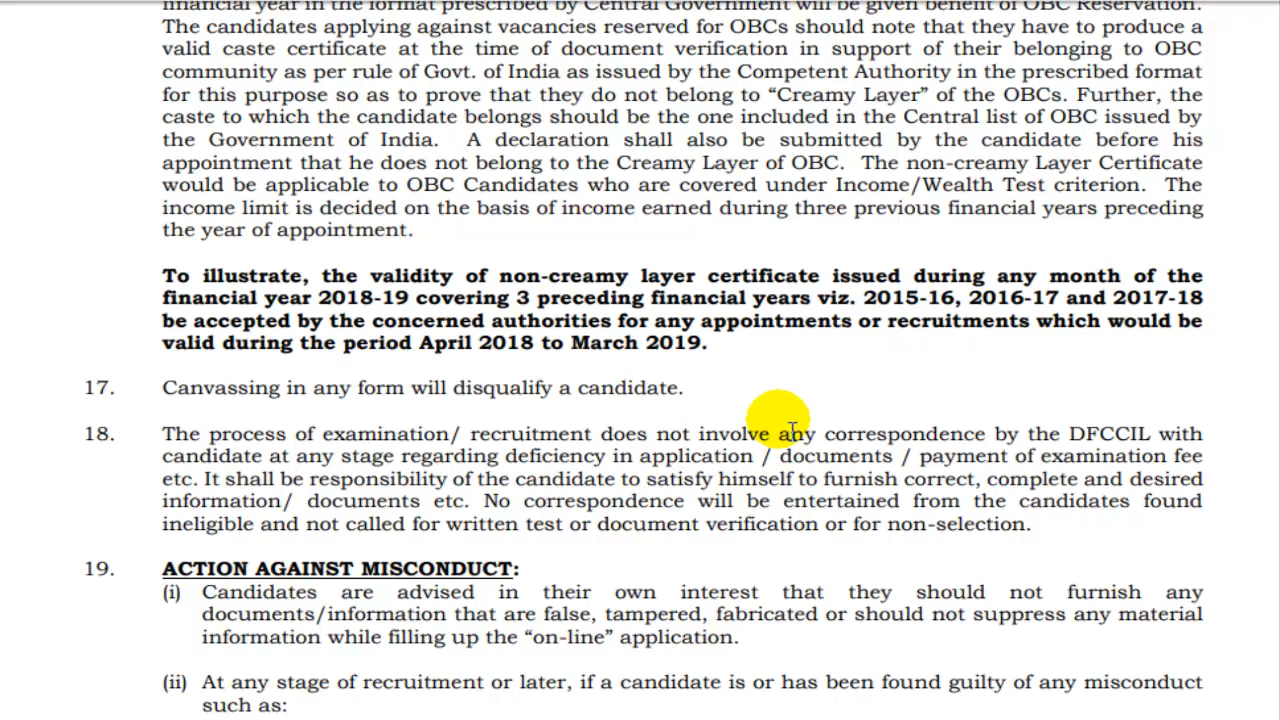 financial year in the format prescribed by Central Government will be given benefit of OBC Reservation.
The candidates applying against vacancies reserved for OBCs should note that they have to produce a
valid caste certificate at the time of document verification in support of their belonging to OBC
community as per rule of Govt. of India as issued by the Competent Authority in the prescribed format
for this purpose so as to prove that they do not belong to “Creamy Layer” of the OBCs. Further, the
caste to which the candidate belongs should be the one included in the Central list of OBC issued by
the Government of India. A declaration shall also be submitted by the candidate before his
appointment that he does not belong to the Creamy Layer of OBC. The non-creamy Layer Certificate
would be applicable to OBC Candidates who are covered under Income/Wealth Test criterion. The
income limit is decided on the basis of income earned during three previous financial years preceding
the year of appointment.
To illustrate, the validity of non-creamy layer certificate issued during any month of the
financial year 2018-19 covering 3 preceding financial years viz. 2015-16, 2016-17 and 2017-18
be accepted by the concerned authorities for any appointments or recruitments which would be
valid during the period April 2018 to March 2019.
17. Canvassing in any form will disqualify a candidate.
18. The process of examination/ recruitment does not involve any correspondence by the DFCCIL with
candidate at any stage regarding deficiency in application / documents / payment of examination fee
etc. It shall be responsibility of the candidate to satisfy himself to furnish correct, complete and desired
information/ documents etc. No correspondence will be entertained from the candidates found
ineligible and not called for written test or document verification or for non-selection.
19. ACTION AGAINST MISCONDUCT:
(i) Candidates are advised in their own interest that they should not furnish any
documents/information that are false, tampered, fabricated or should not suppress any material
information while filling up the “on-line” application.
(ii) At any stage of recruitment or later, if a candidate is or has been found guilty of any misconduct
such as: